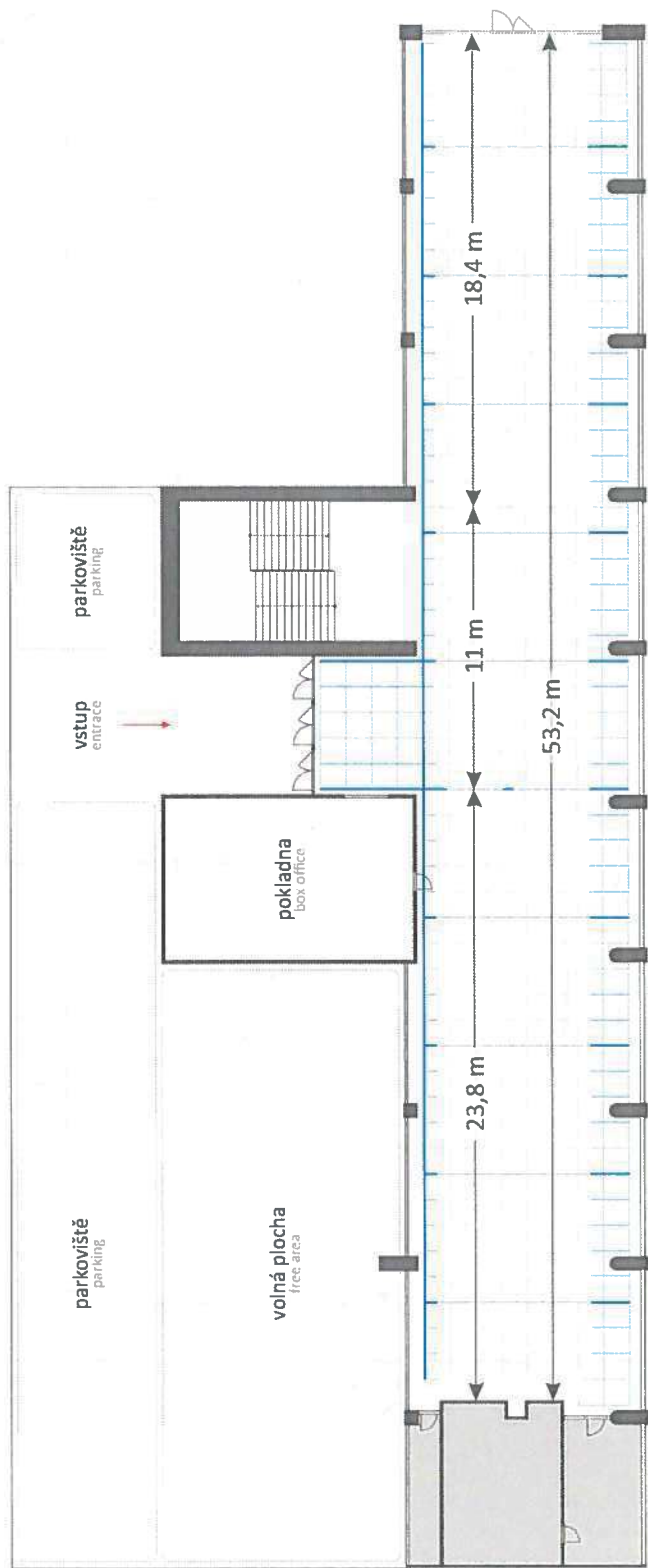 parkoviště
parking
volná plocha
free area
pokladna
box office
vstup
entrace
parkoviště
parking
23,8 m
11 m
18,4 m
53,2 m